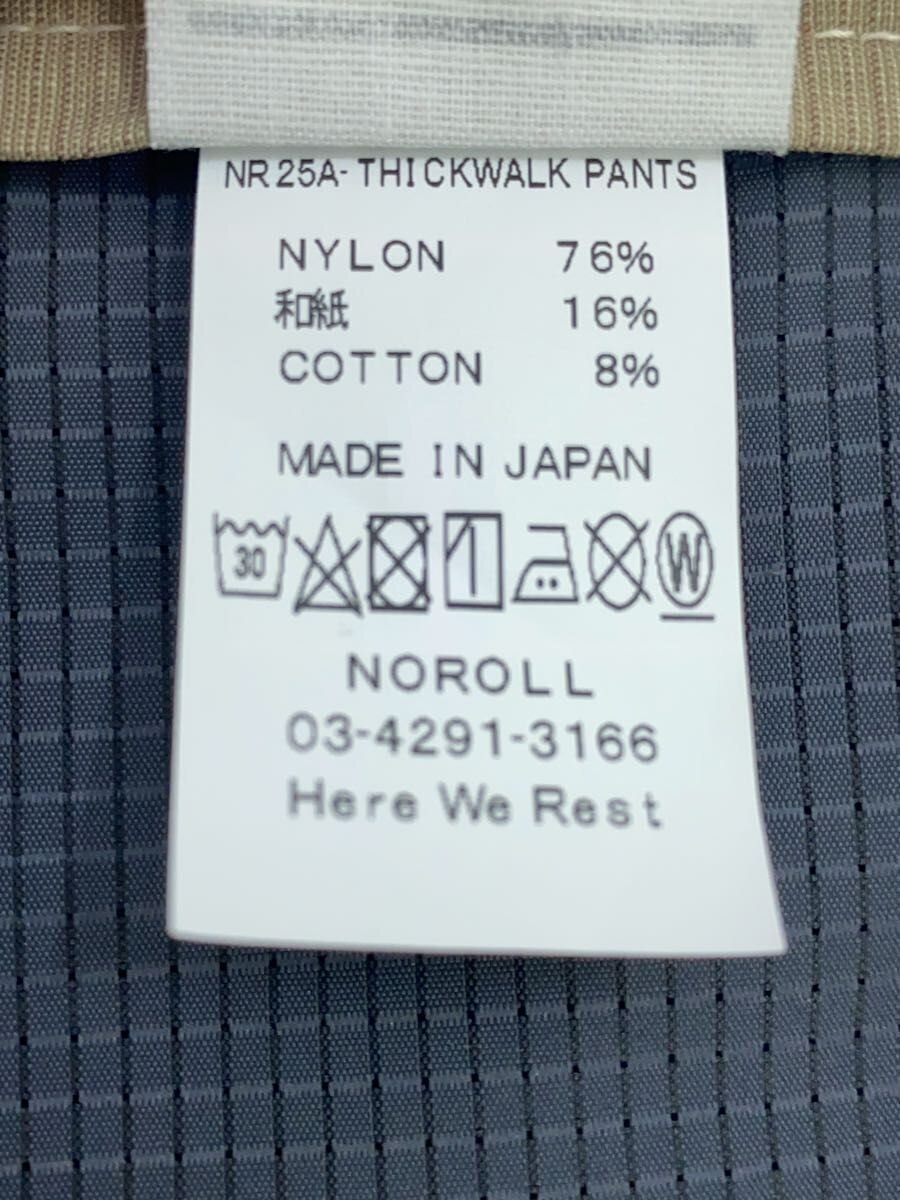 NR25A-THICKWALK PANTS
NYLON 76%
和紙 16%
COTTON 8%
MADE IN JAPAN
30 W
NOROLL
03-4291-3166
Here We Rest